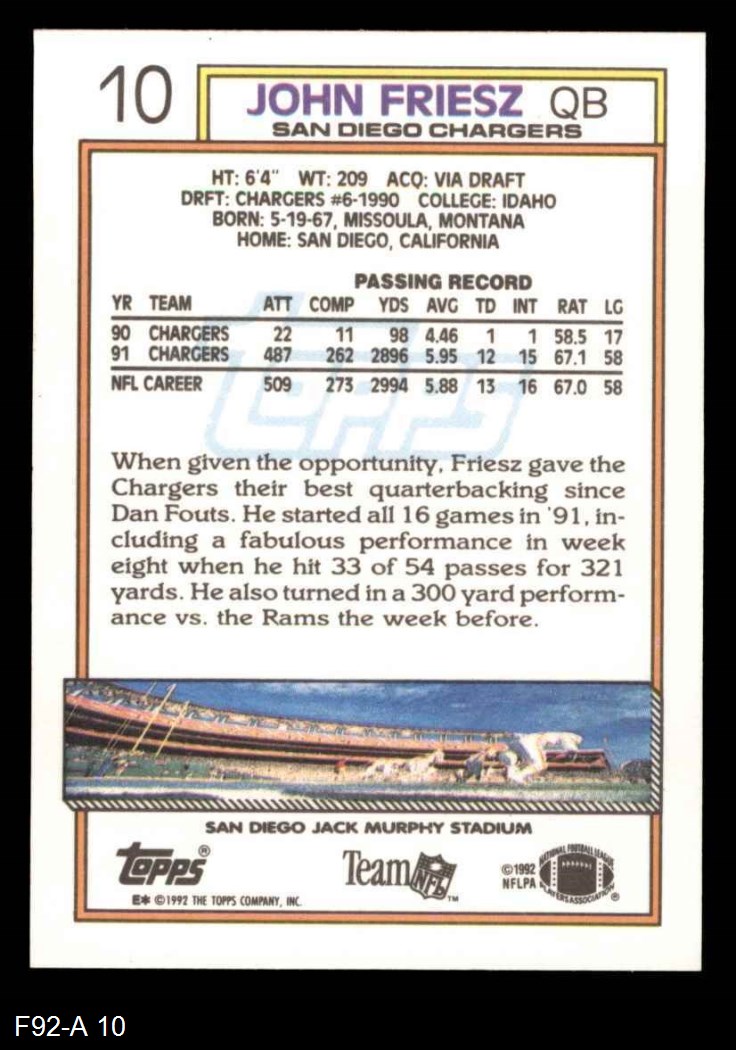 10
JOHN FRIESZ QB
SAN DIEGO CHARGERS
HT: 6'4" WT: 209 ACQ: VIA DRAFT
DRFT: CHARGERS #6-1990 COLLEGE: IDAHO
BORN: 5-19-67, MISSOULA, MONTANA
HOME: SAN DIEGO, CALIFORNIA
PASSING RECORD
YR TEAM ATT COMP YDS AVG TD INT RAT LG
90 CHARGERS 22 11 98 4.46 1 1 58.5 17
91 CHARGERS 487 262 2896 5.95 12 15 67.1 58
NFL CAREER 509 273 2994 5.88 13 16 67.0 58
topps
When given the opportunity, Friesz gave the
Chargers their best quarterbacking since
Dan Fouts. He started all 16 games in '91, in-
cluding a fabulous performance in week
eight when he hit 33 of 54 passes for 321
yards. He also turned in a 300 yard perform-
ance vs. the Rams the week before.
SAN DIEGO JACK MURPHY STADIUM
topps®
E* ©1992 THE TOPPS COMPANY, INC.
Team NFL™
©1992
NFLPA
NATIONAL FOOTBALL LEAGUE
PLAYERS ASSOCIATION®
F92-A 10